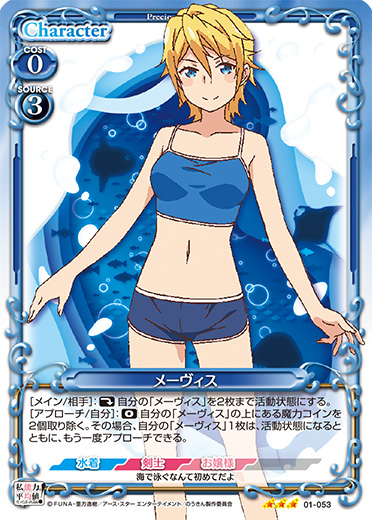 Precio
Character
COST
0
SOURCE
3
メーヴィス
[メイン/相手]: 自分の「メーヴィス」を2枚まで活動状態にする。
[アプローチ/自分]: 0 自分の「メーヴィス」の上にある魔力コインを
2個取り除く。その場合、自分の「メーヴィス」1枚は、活動状態になると
ともに、もう一度アプローチできる。
水着 剣士 お嬢様
海で泳ぐなんて初めてだよ
私、能力は
平均値
©FUNA・亜方逸樹/アース・スター エンターテイメント、のうきん製作委員会
01-053